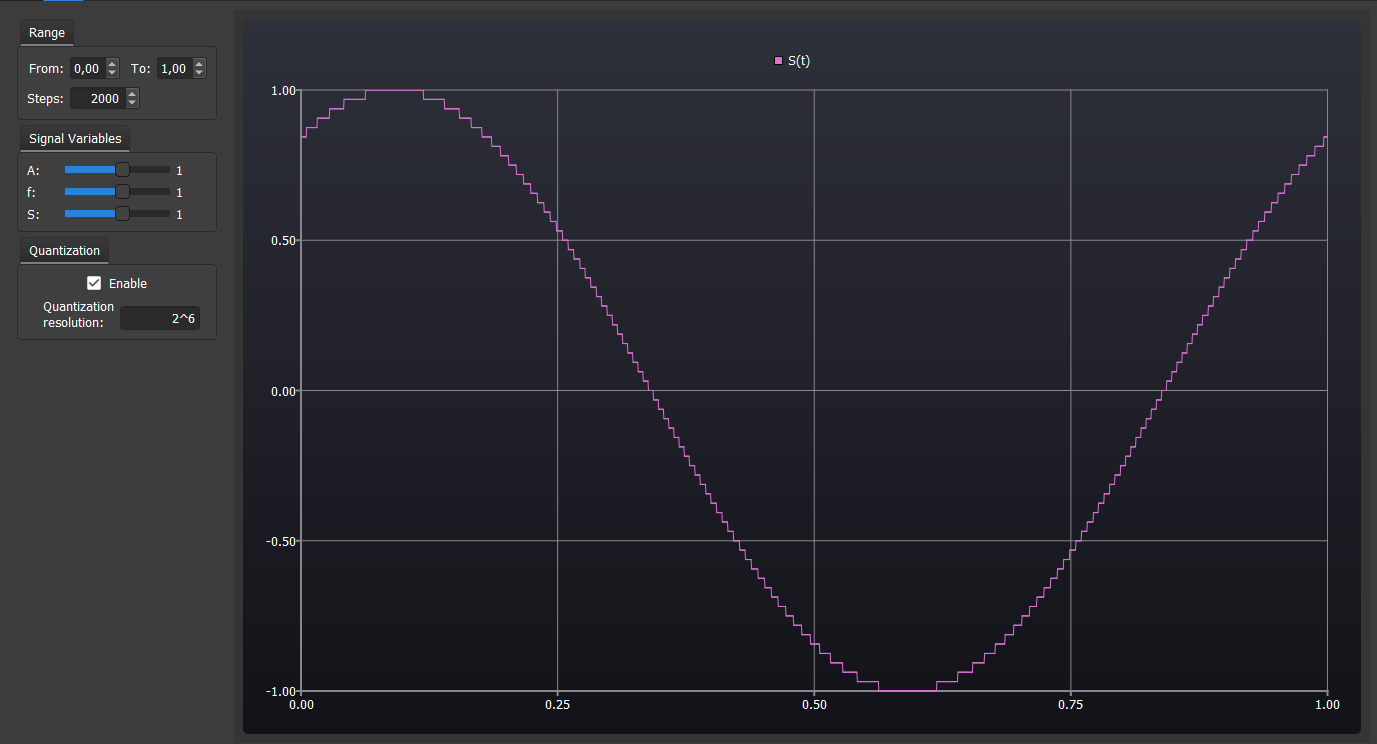 Range
From: 0,00 To: 1,00
Steps: 2000
Signal Variables
A: 1
f: 1
S: 1
Quantization
Enable
Quantization
resolution: 2^6
S(t)
1.00
0.50
0.00
-0.50
-1.00
0.00 0.25 0.50 0.75 1.00